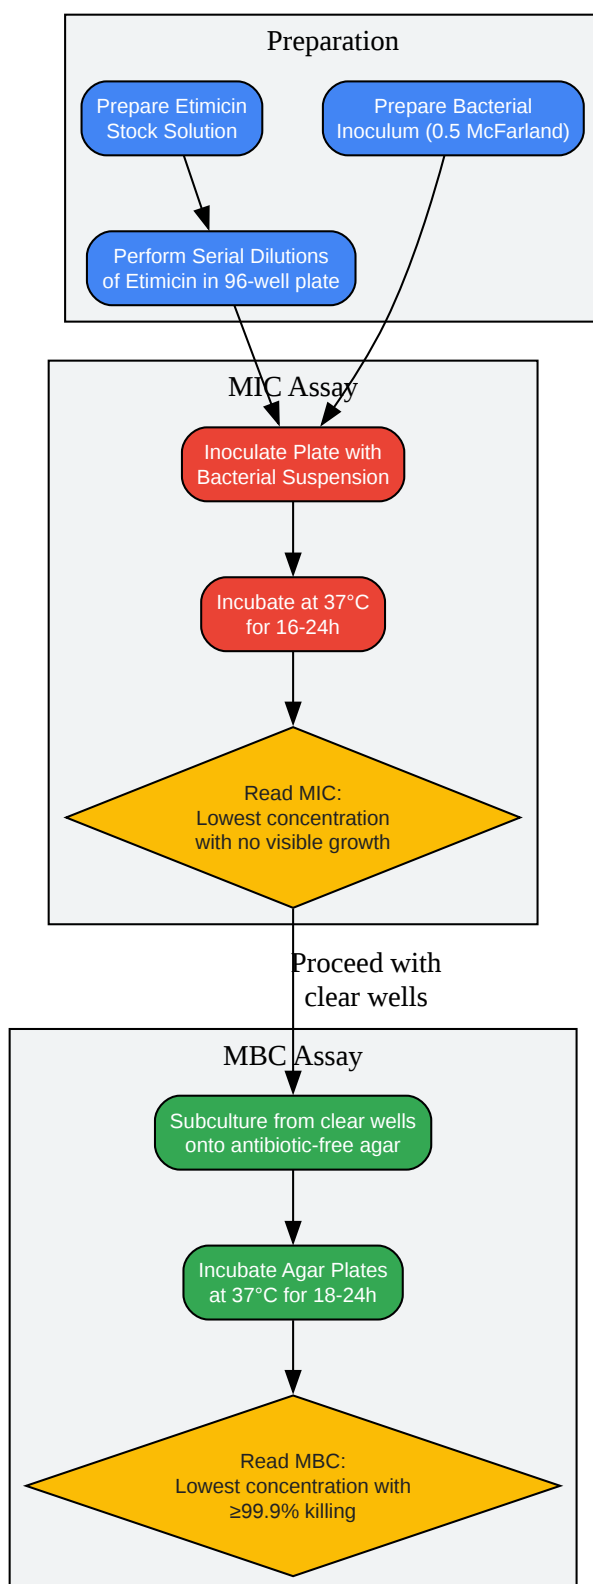 Preparation
Prepare Etimicin
Stock Solution
Prepare Bacterial
Inoculum (0.5 McFarland)
Perform Serial Dilutions
of Etimicin in 96-well plate
MIC Assay
Inoculate Plate with
Bacterial Suspension
Incubate at 37°C
for 16-24h
Read MIC:
Lowest concentration
with no visible growth
Proceed with
clear wells
MBC Assay
Subculture from clear wells
onto antibiotic-free agar
Incubate Agar Plates
at 37°C for 18-24h
Read MBC:
Lowest concentration with
≥99.9% killing